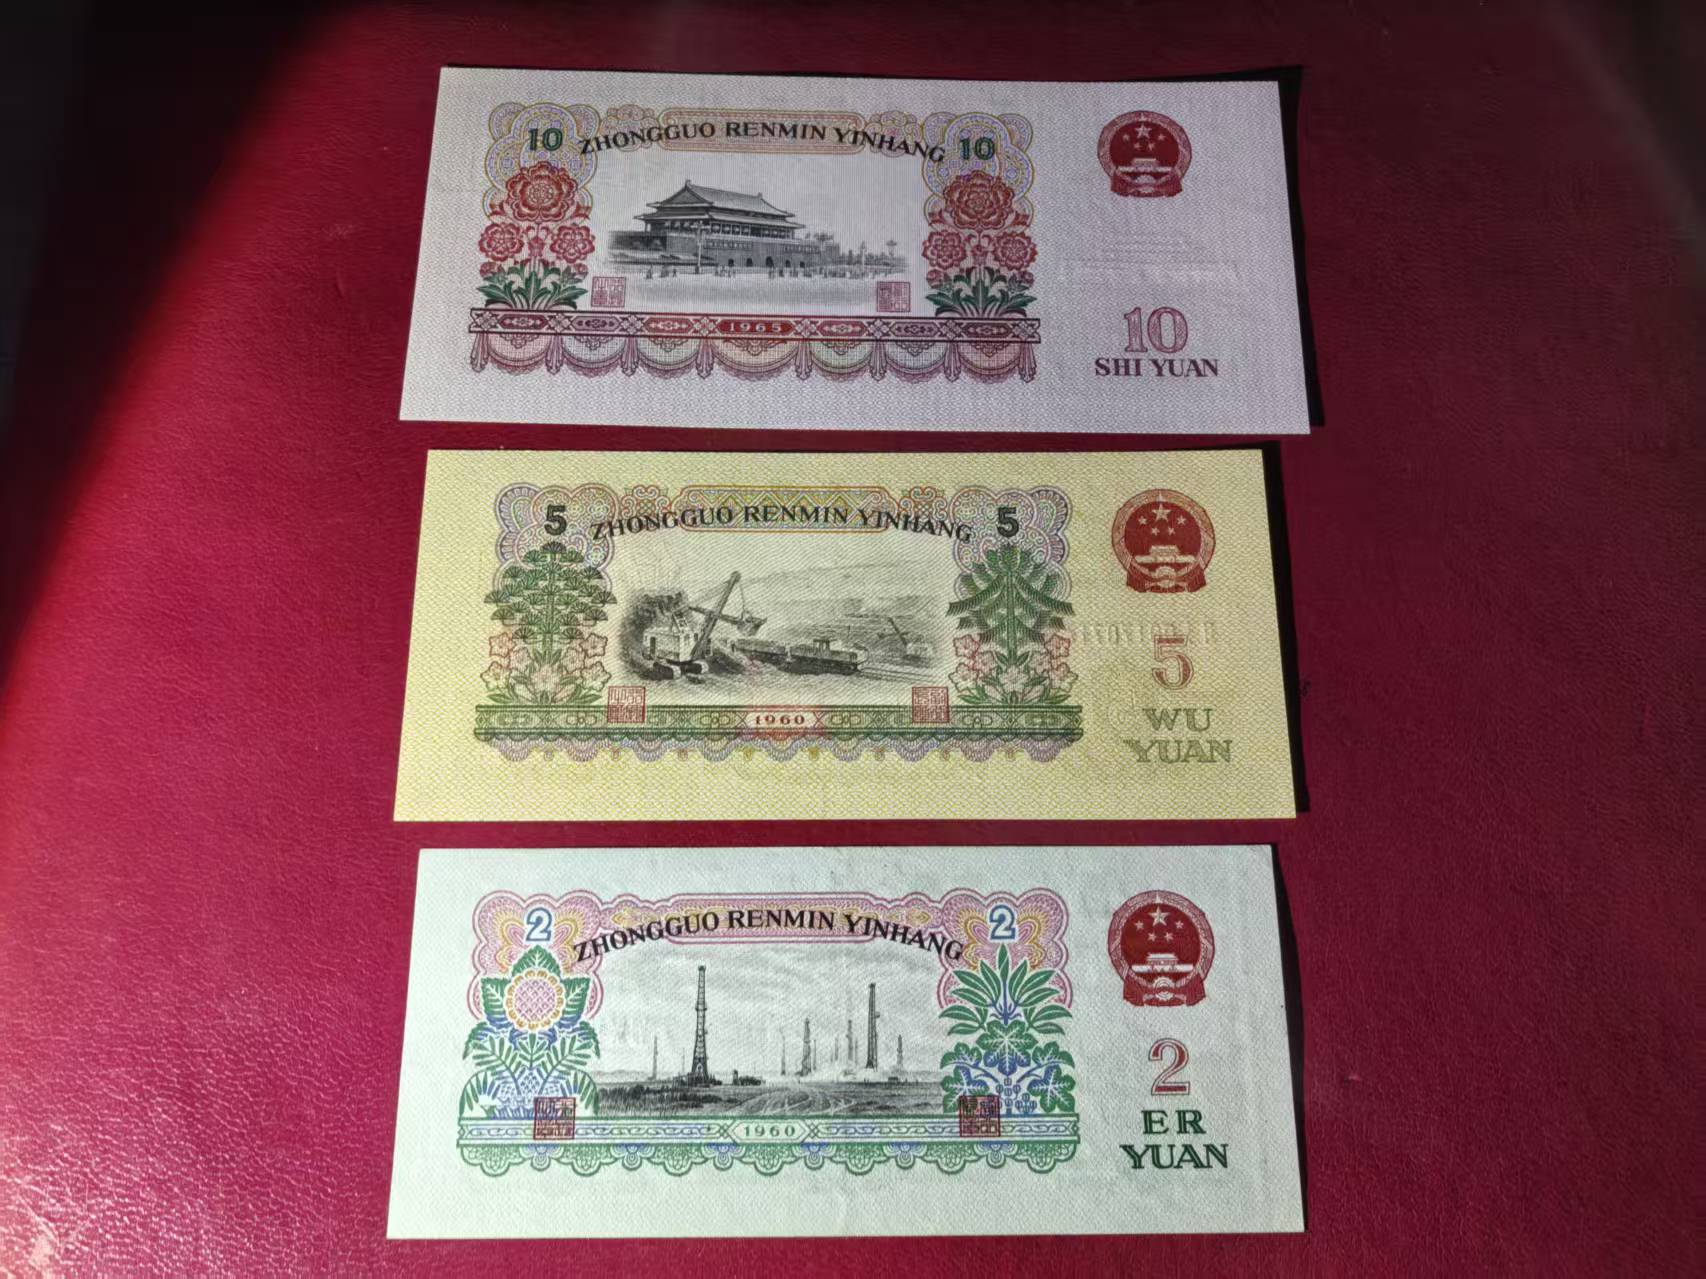 10 ZHONGGUO RENMIN YINHANG 10
1965
10
SHI YUAN
5 ZHONGGUO RENMIN YINHANG 5
1960
5
WU
YUAN
2 ZHONGGUO RENMIN YINHANG 2
1960
2
ER
YUAN